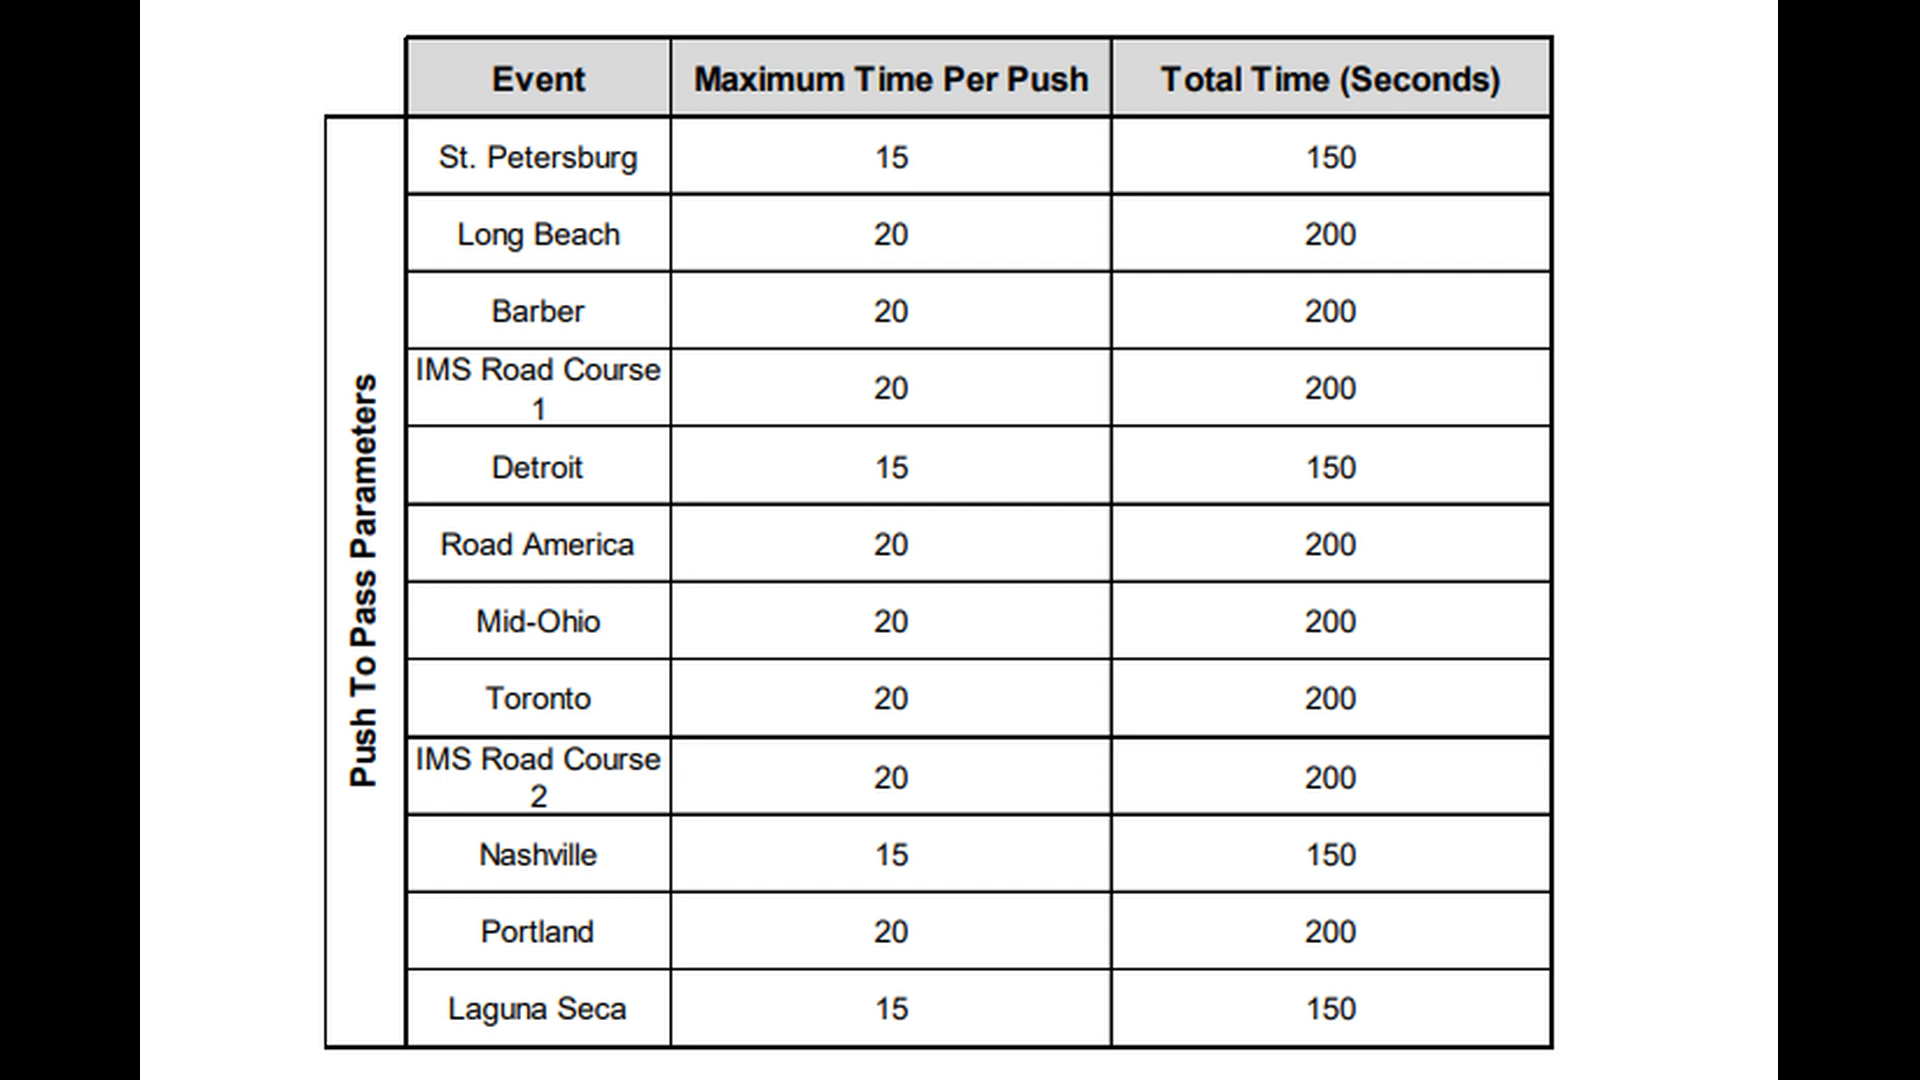 Event Maximum Time Per Push Total Time (Seconds)
Push To Pass Parameters
St. Petersburg 15 150
Long Beach 20 200
Barber 20 200
IMS Road Course
1 20 200
Detroit 15 150
Road America 20 200
Mid-Ohio 20 200
Toronto 20 200
IMS Road Course
2 20 200
Nashville 15 150
Portland 20 200
Laguna Seca 15 150